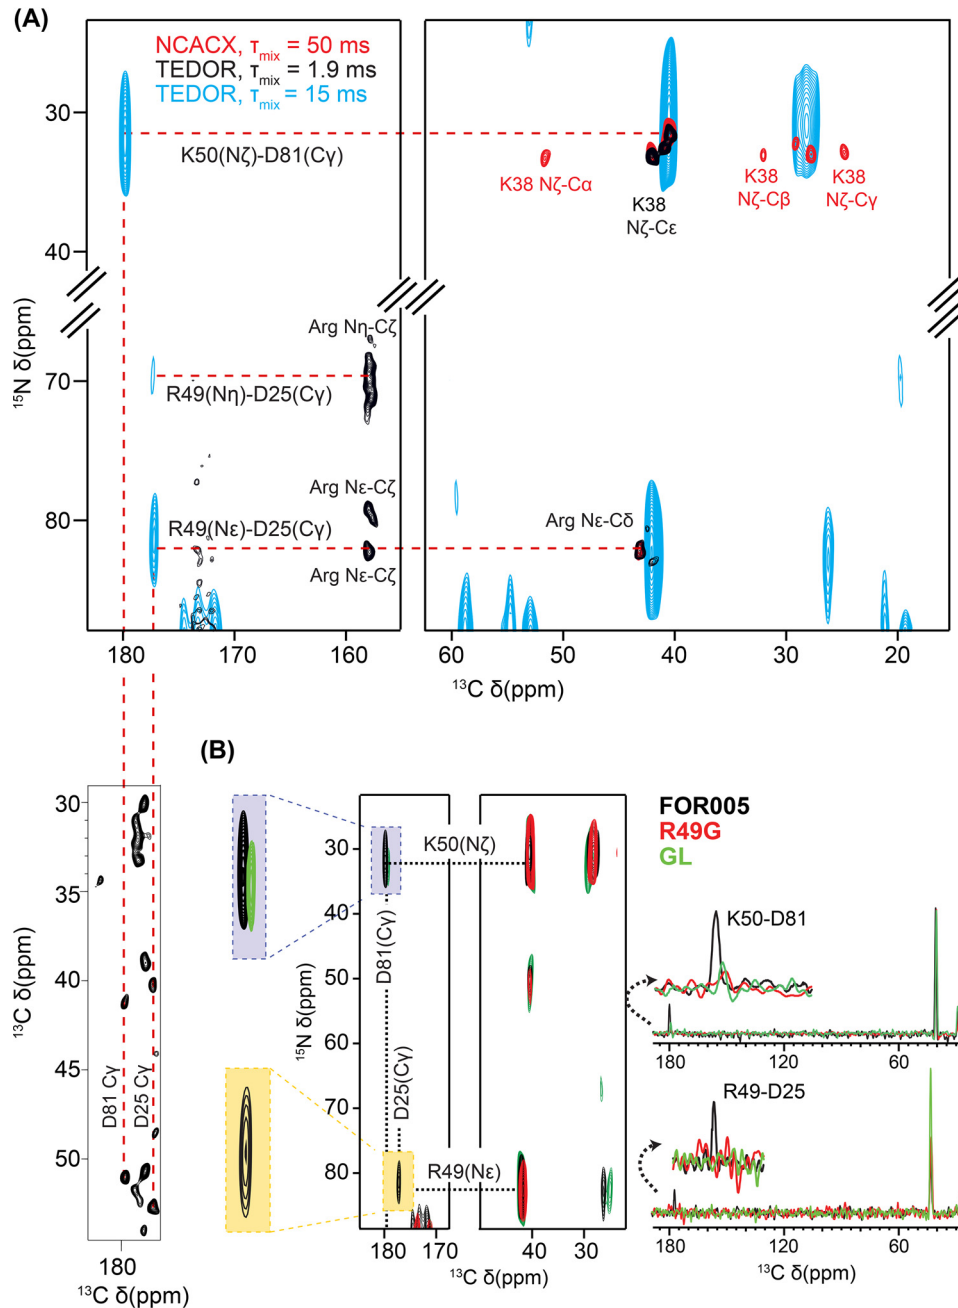 (A)
NCACX, τmix = 50 ms
TEDOR, τmix = 1.9 ms
TEDOR, τmix = 15 ms
K50(Nζ)-D81(Cγ)
K38 Nζ-Cα
K38
Nζ-Cε
K38
Nζ-Cβ
K38
Nζ-Cγ
30
40
70
80
15N δ(ppm)
Arg Nη-Cζ
R49(Nη)-D25(Cγ)
Arg Nε-Cζ
R49(Nε)-D25(Cγ)
Arg Nε-Cζ
Arg Nε-Cδ
180
170
160
60
50
40
30
20
13C δ(ppm)
30
35
40
45
50
13C δ(ppm)
D81 Cγ
D25 Cγ
180
13C δ(ppm)
(B)
30
40
50
60
70
80
15N δ(ppm)
K50(Nζ)
D81(Cγ)
D25(Cγ)
R49(Nε)
180
170
40
30
13C δ(ppm)
FOR005
R49G
GL
K50-D81
180
120
60
R49-D25
180
120
60
13C δ(ppm)